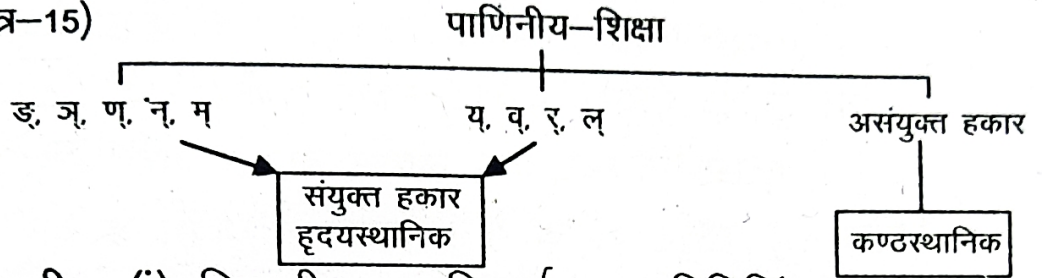 त्र–15)
पाणिनीय–शिक्षा
ङ्, ञ्, ण्, न्, म्
य्, व्, र्, ल्
असंयुक्त हकार
संयुक्त हकार
हृदयस्थानिक
कण्ठस्थानिक